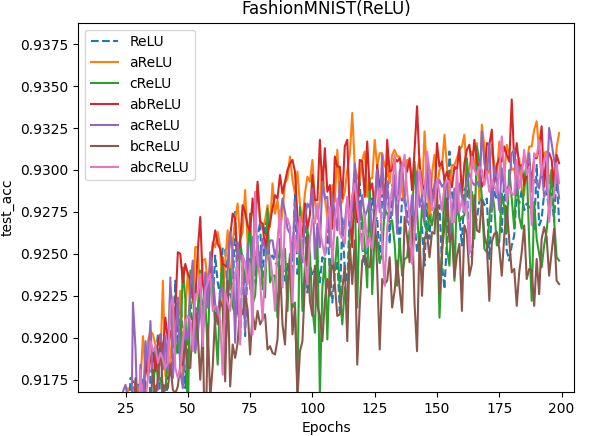 FashionMNIST(ReLU)
test_acc
0.9375
0.9350
0.9325
0.9300
0.9275
0.9250
0.9225
0.9200
0.9175
ReLU
aReLU
cReLU
abReLU
acReLU
bcReLU
abcReLU
25 50 75 100 125 150 175 200
Epochs